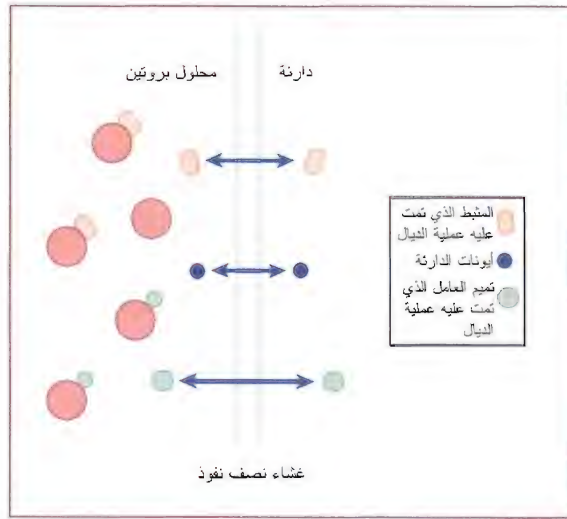 دارئة
محلول بروتين
المثبط الذي تمت
عليه عملية الديال
أيونات الدارئة
تميم العامل الذي
تمت عليه عملية
الديال
غشاء نصف نفوذ